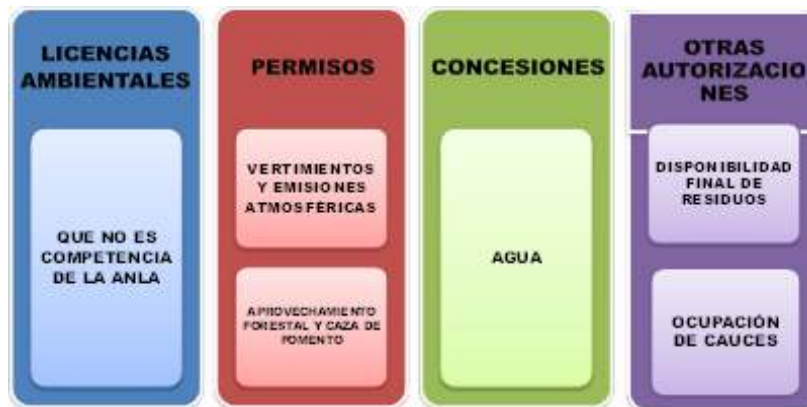 LICENCIAS
AMBIENTALES
QUE NO ES
COMPETENCIA
DE LA ANLA
PERMISOS
VERTIMIENTOS
Y EMISIONES
ATMOSFÉRICAS
APROVECHAMIENTO
FORESTAL Y CAZA DE
FOMENTO
CONCESIONES
AGUA
OTRAS
AUTORIZACIO
NES
DISPONIBILIDAD
FINAL DE
RESIDUOS
OCUPACIÓN
DE CAUCES